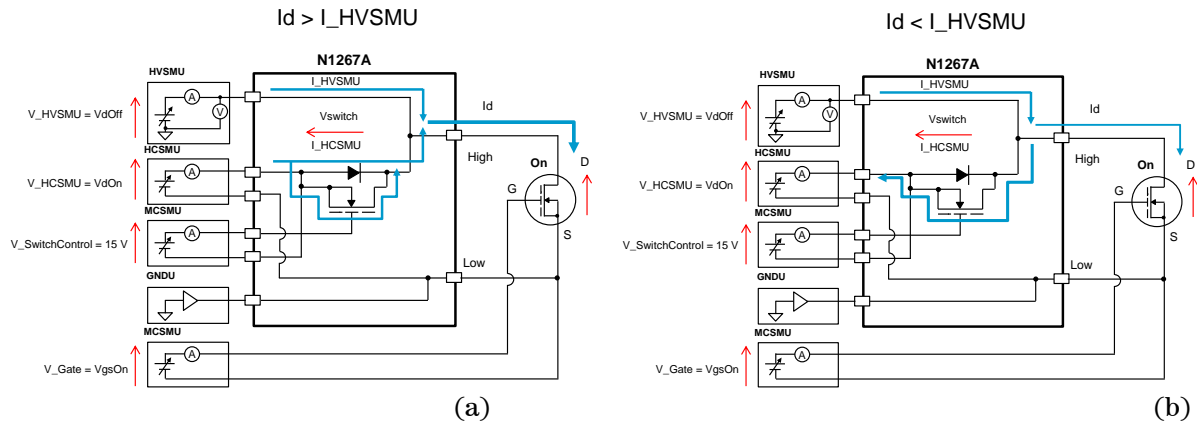 Id > I_HVSMU
N1267A
HVSMU
I_HVSMU
A
V
V_HVSMU = VdOff
Id
Vswitch
HCSMU
I_HCSMU
High
On
D
A
V_HCSMU = VdOn
G
MCSMU
S
A
V_SwitchControl = 15 V
GNDU
Low
MCSMU
A
V_Gate = VgsOn
(a)
Id < I_HVSMU
N1267A
HVSMU
I_HVSMU
A
V
V_HVSMU = VdOff
Id
Vswitch
HCSMU
I_HCSMU
High
On
D
A
V_HCSMU = VdOn
G
MCSMU
S
A
V_SwitchControl = 15 V
GNDU
Low
MCSMU
A
V_Gate = VgsOn
(b)